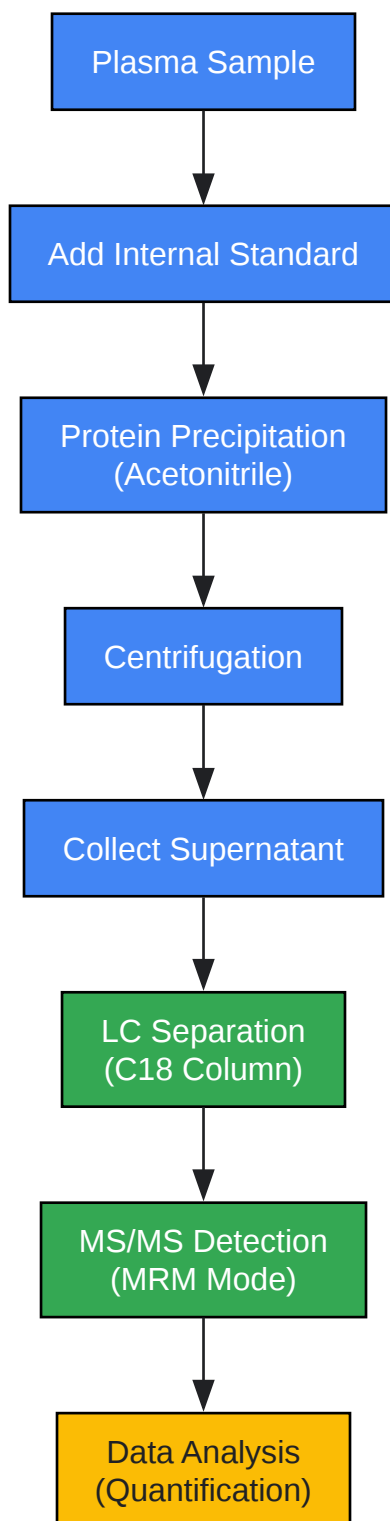 Plasma Sample
Add Internal Standard
Protein Precipitation
(Acetonitrile)
Centrifugation
Collect Supernatant
LC Separation
(C18 Column)
MS/MS Detection
(MRM Mode)
Data Analysis
(Quantification)